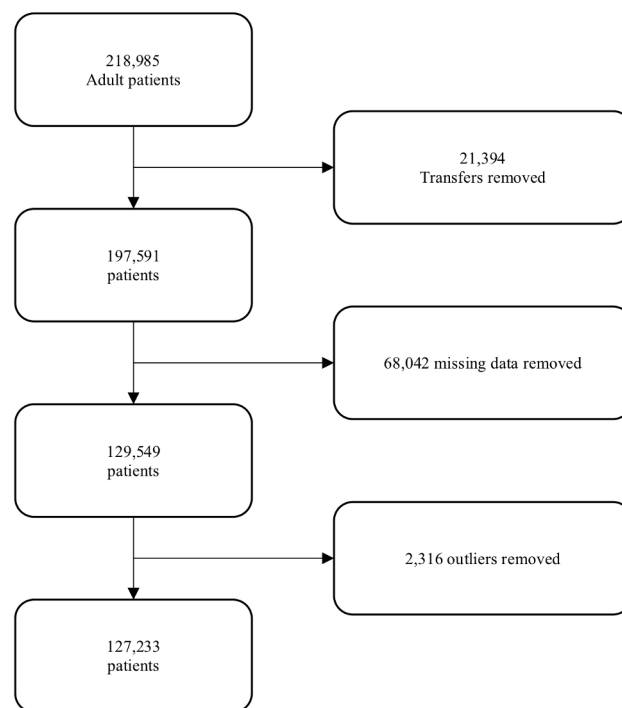 218,985
Adult patients
21,394
Transfers removed
197,591
patients
68,042 missing data removed
129,549
patients
2,316 outliers removed
127,233
patients